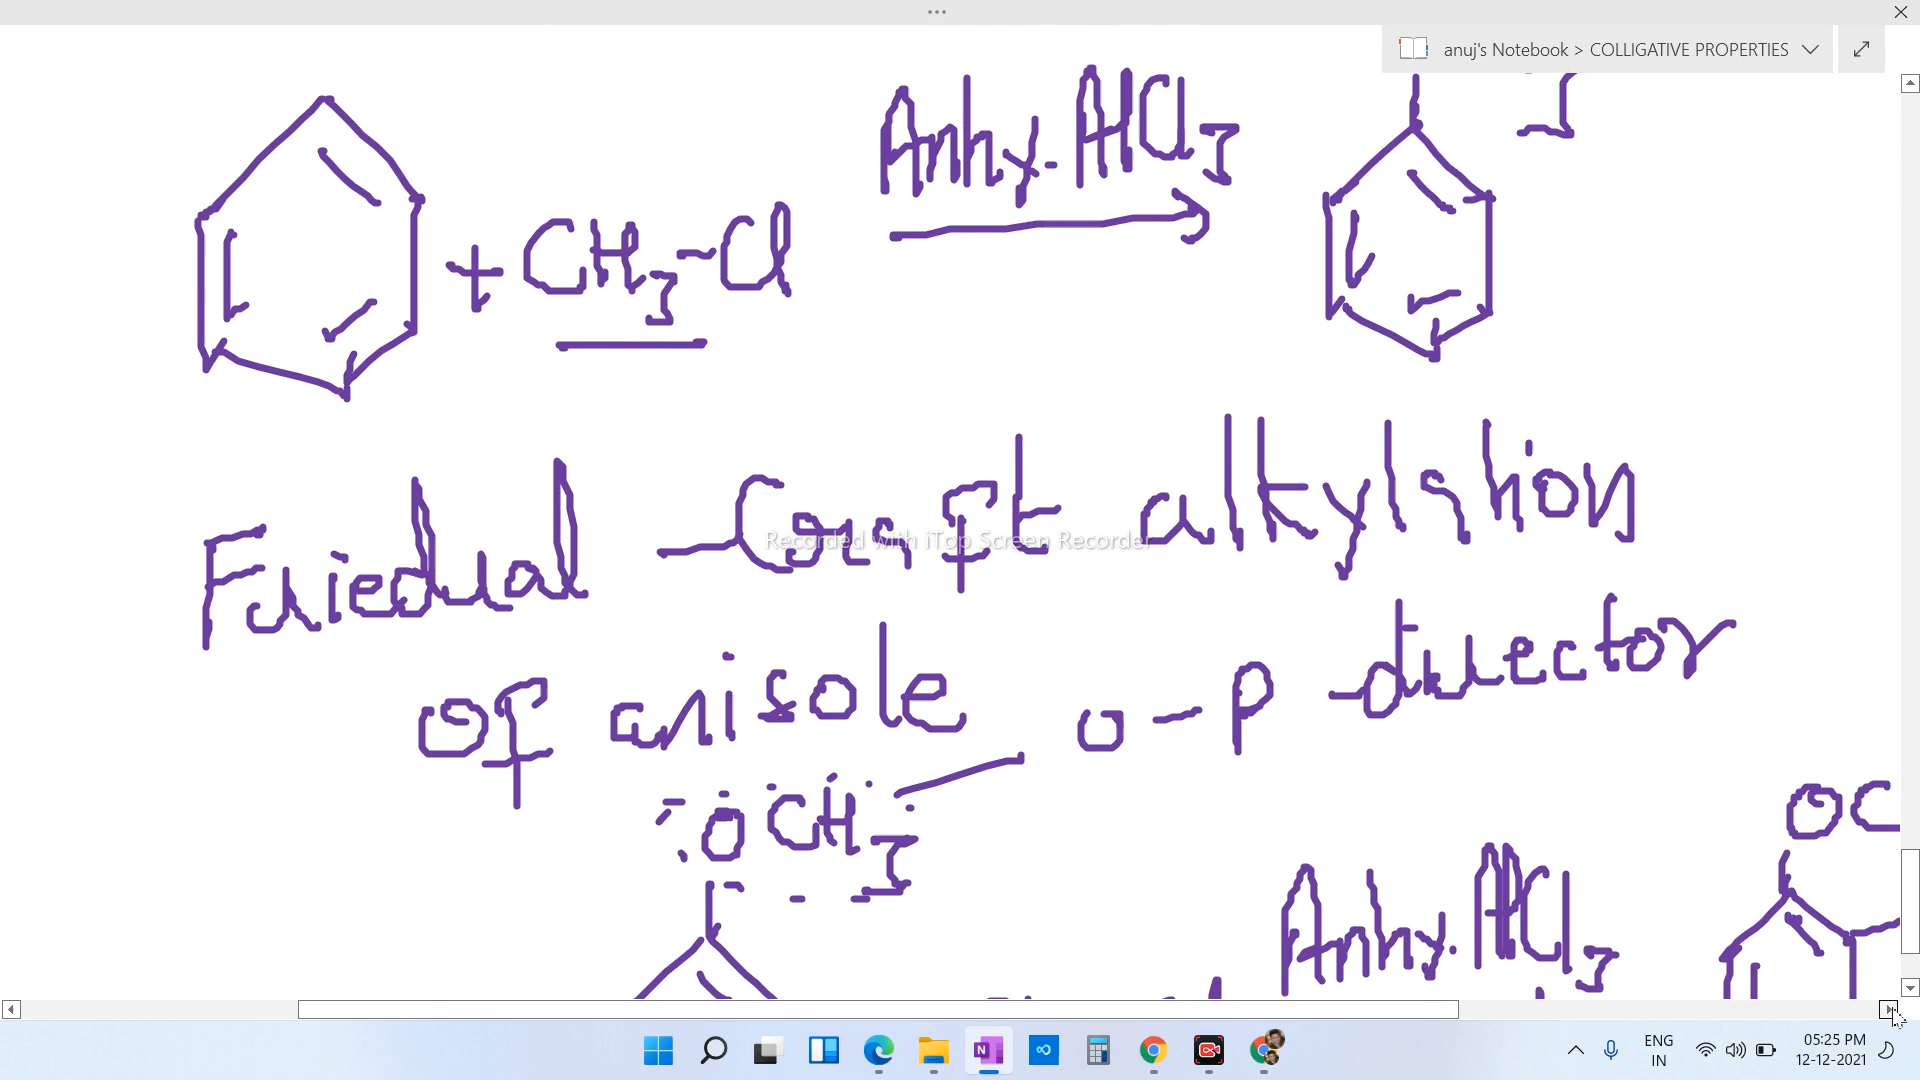 anuj's Notebook > COLLIGATIVE PROPERTIES
Anhy. AlCl3
+ CH3-Cl
Friedual - Craft alkylation
of anisole o-p-director
OCH3
OC
Anhy. AlCl3
Recorded with iTop Screen Recorder
ENG
IN
05:25 PM
12-12-2021